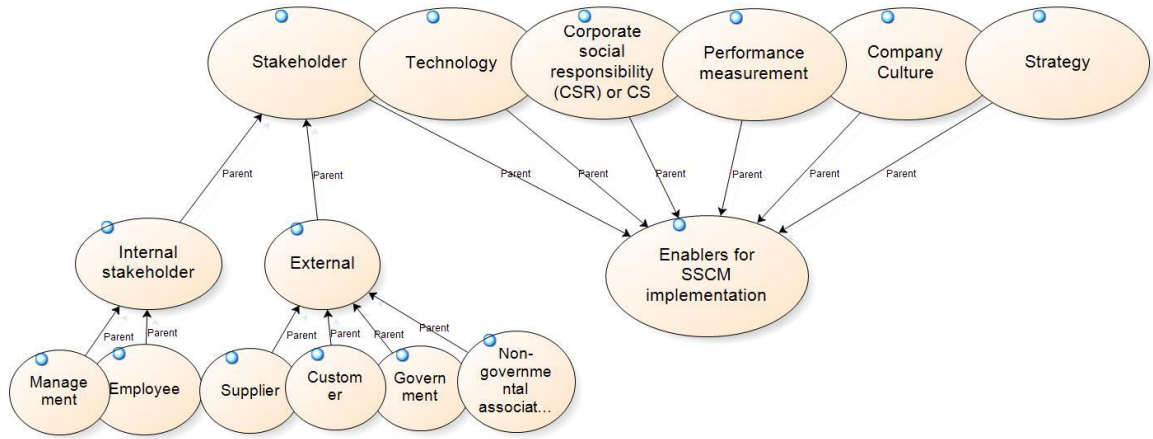 Stakeholder
Technology
Corporate
social
responsibility
(CSR) or CS
Performance
measurement
Company
Culture
Strategy
Parent
Parent
Parent
Parent
Parent
Parent
Parent
Parent
Internal
stakeholder
External
Enablers for
SSCM
implementation
Parent
Parent
Parent
Parent
Parent
Parent
Manage
ment
Employee
Supplier
Custom
er
Govern
ment
Non-
governme
ntal
associat...